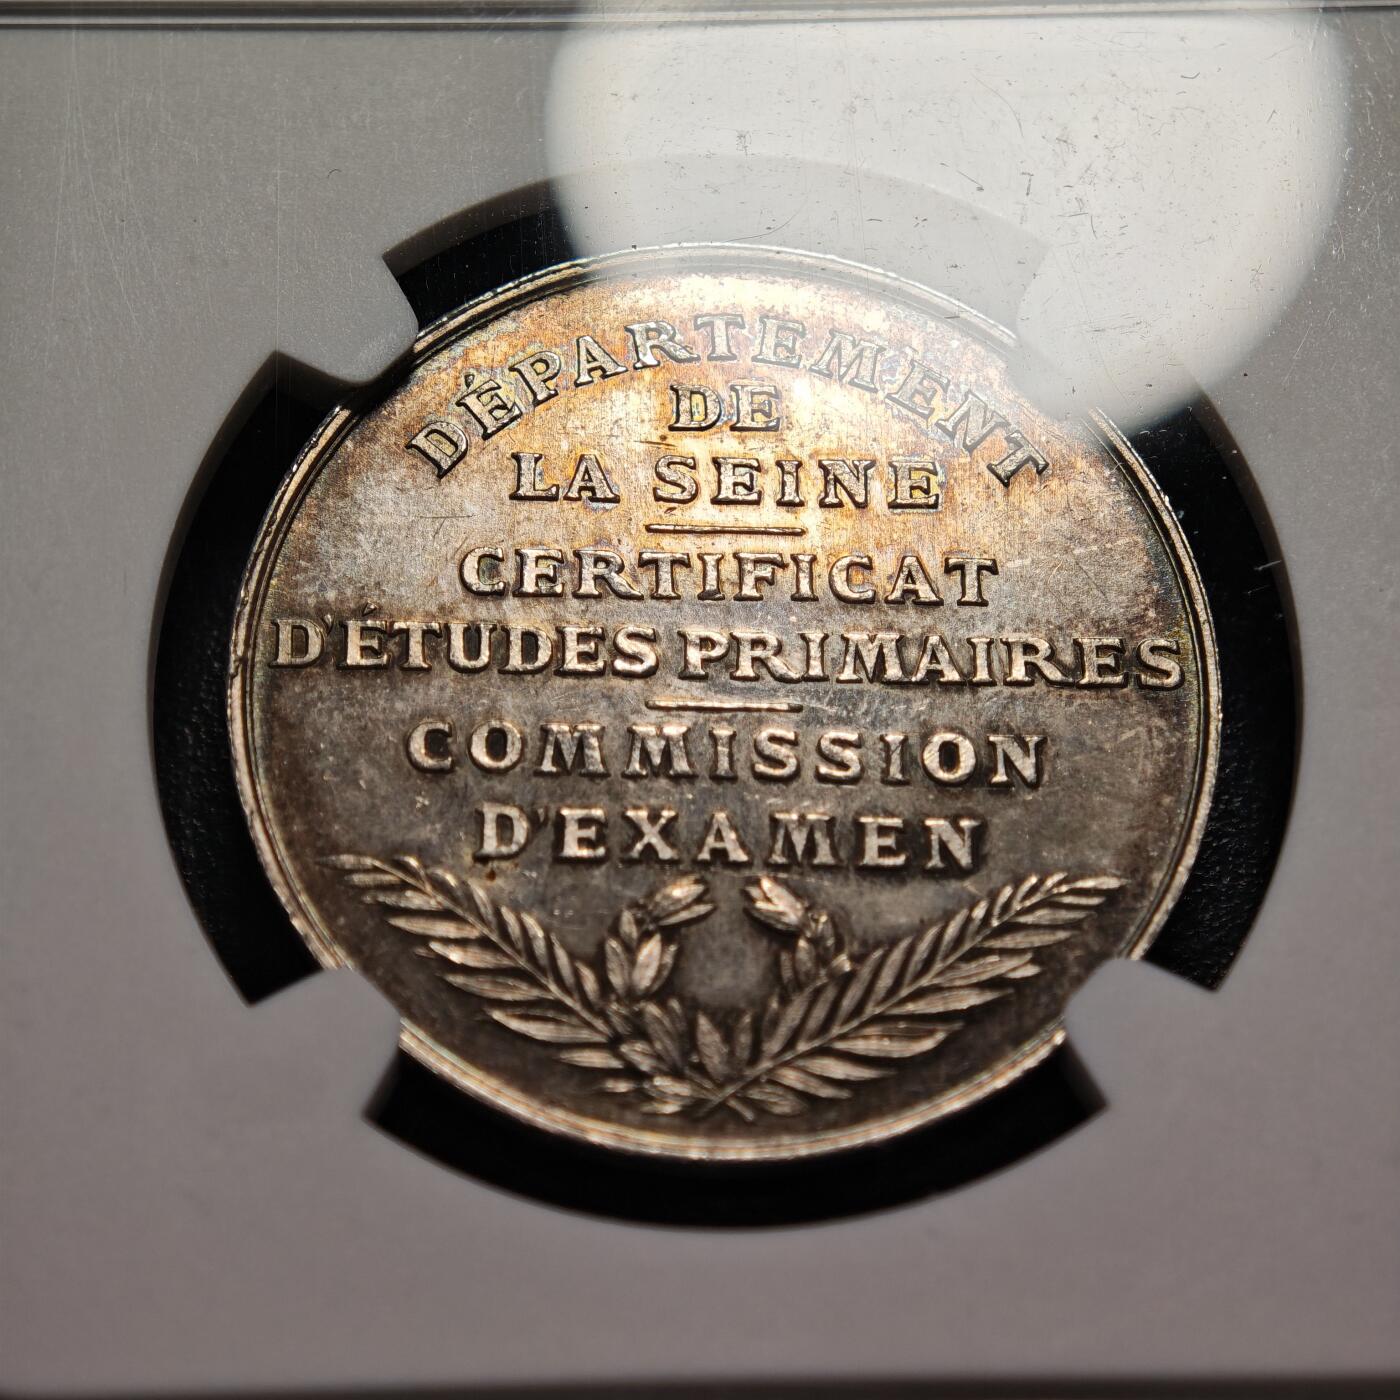 DÉPARTEMENT
DE
LA SEINE
CERTIFICAT
D'ÉTUDES PRIMAIRES
COMMISSION
D'EXAMEN